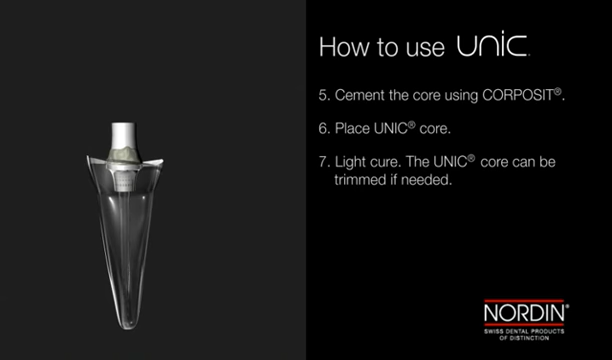 How to use UNiC
5. Cement the core using CORPOSIT®.
6. Place UNIC® core.
7. Light cure. The UNIC® core can be
trimmed if needed.
NORDIN®
SWISS DENTAL PRODUCTS
OF DISTINCTION